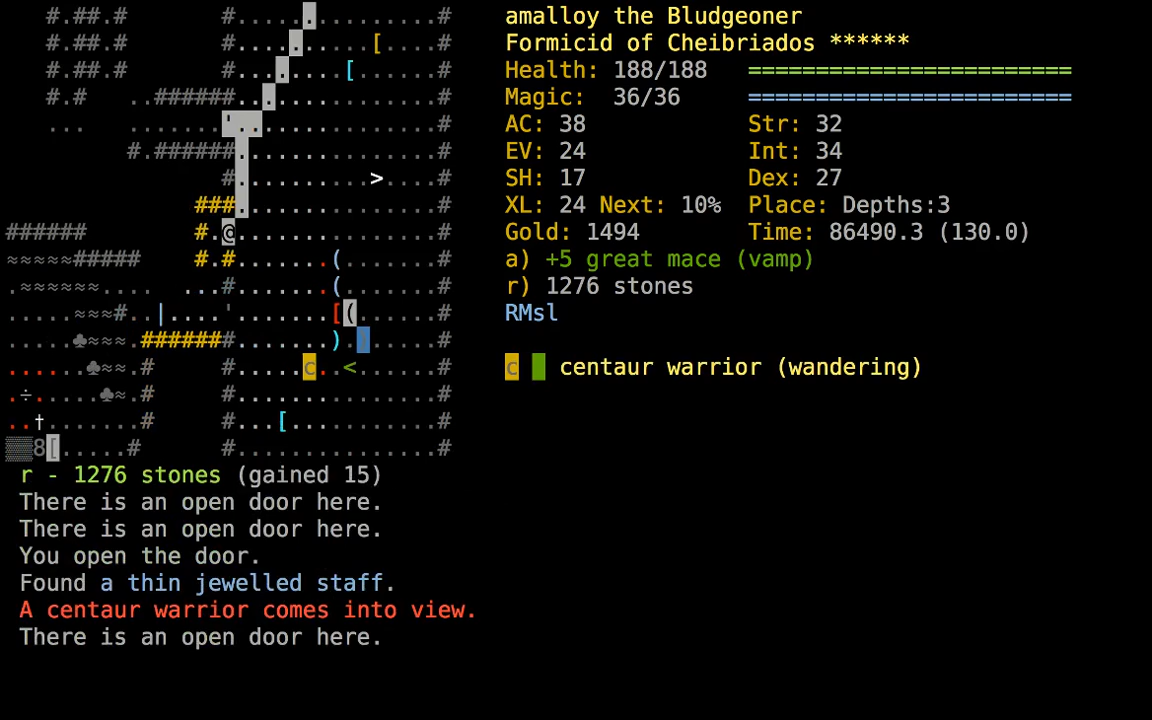 #.##.#       #..............#     amalloy the Bludgeoner
#.##.#       #.... .....[....#     Formicid of Cheibriados ******
#.##.#       #... ....[......#     Health: 188/188   ========================
#.#   ..######.. .............#     Magic:  36/36     ========================
...   .......'..............#     AC: 38            Str: 32
#.######...............#     EV: 24            Int: 34
#..........>....#     SH: 17            Dex: 27
###...............#     XL: 24 Next: 10%  Place: Depths:3
######        #.@...............#     Gold: 1494        Time: 86490.3 (130.0)
≈≈≈≈≈#####    #.#.......(.......#     a) +5 great mace (vamp)
.≈≈≈≈≈≈....  ...#.......(.......#     r) 1276 stones
.....≈≈≈#..|....'.......[(......#     RMsl
.....♣≈≈≈.#######.......). .....#
......♣≈≈.#     #.....c..<......#     c centaur warrior (wandering)
.÷.....♣≈.#     #...............#
..†.......#     #...[...........#
▒▒8[.....#      #...............#
r - 1276 stones (gained 15)
There is an open door here.
There is an open door here.
You open the door.
Found a thin jewelled staff.
A centaur warrior comes into view.
There is an open door here.